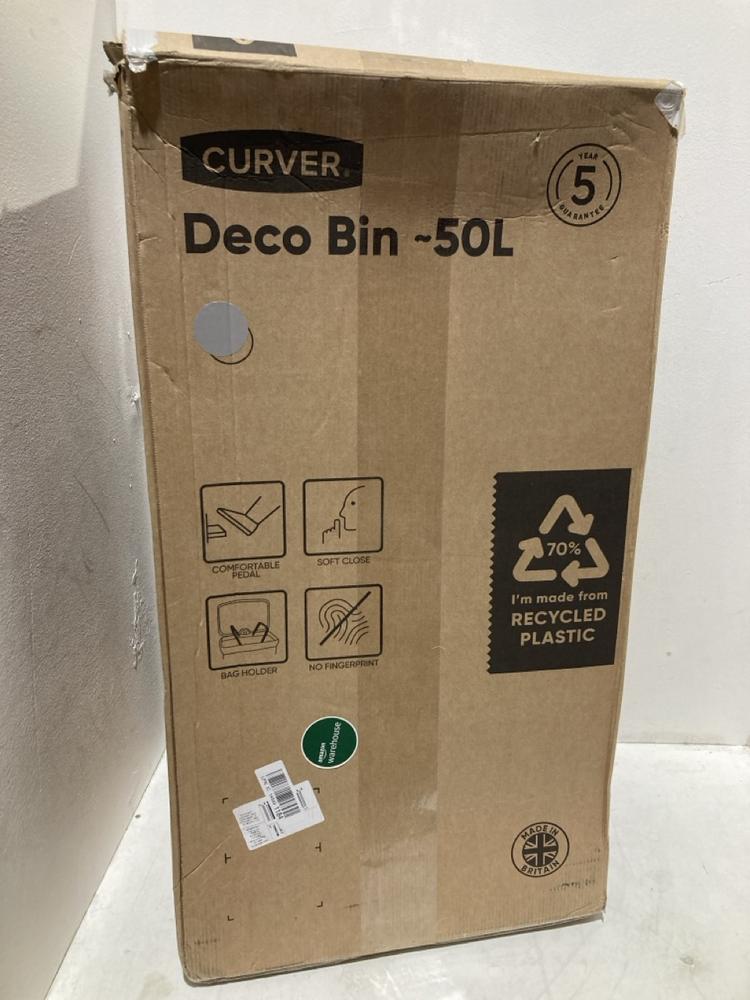 CURVER®
Deco Bin ~50L
YEAR
5
GUARANTEE
COMFORTABLE
PEDAL
SOFT CLOSE
BAG HOLDER
NO FINGERPRINT
70%
I'm made from
RECYCLED
PLASTIC
amazon
warehouse
MADE IN
BRITAIN